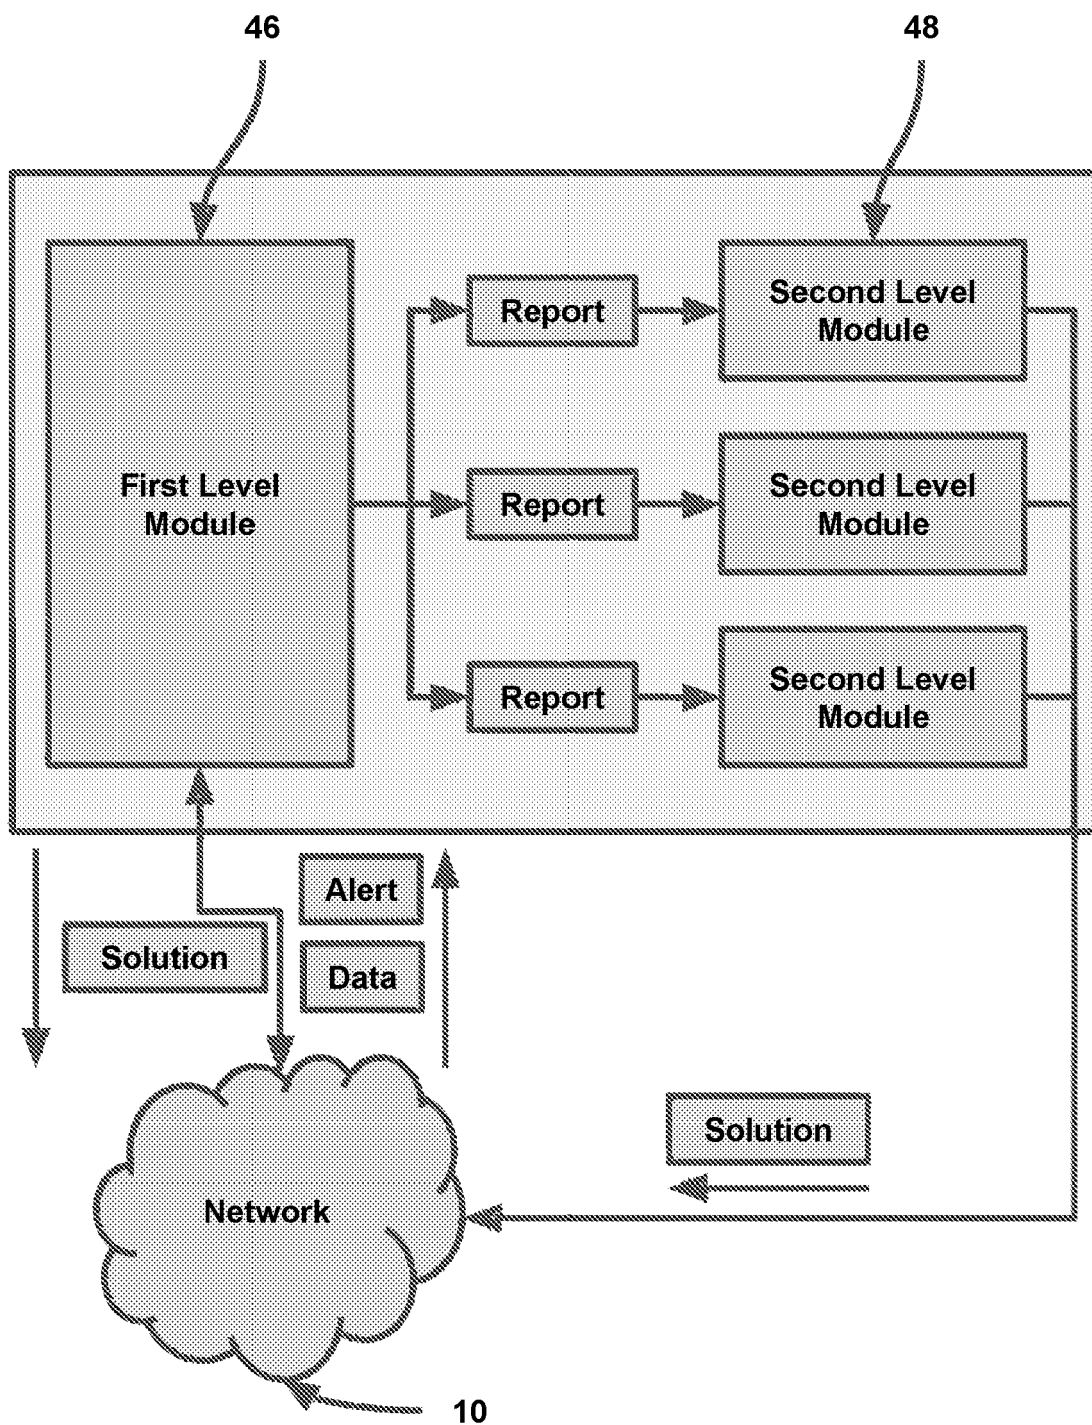 46
48
Report
Second Level
Module
First Level
Module
Report
Second Level
Module
Report
Second Level
Module
Alert
Solution
Data
Solution
Network
10